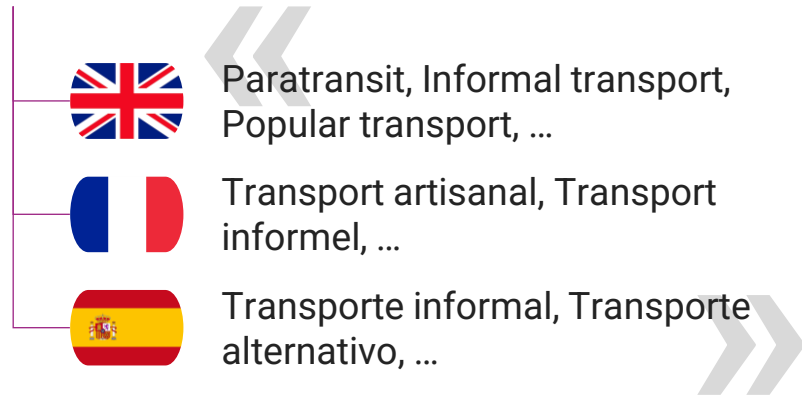 Paratransit, Informal transport,
Popular transport, …
Transport artisanal, Transport
informel, …
Transporte informal, Transporte
alternativo, …